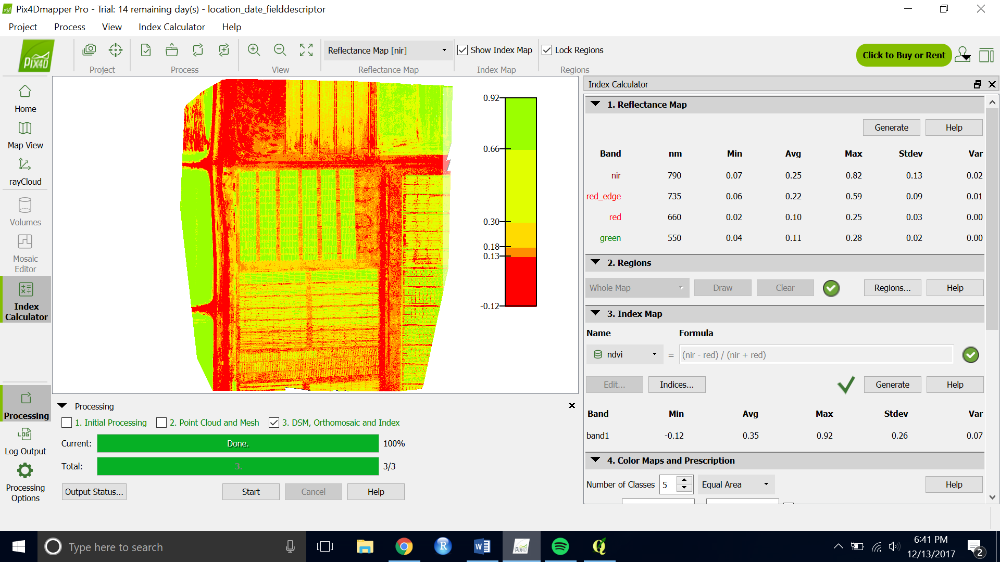 Pix4Dmapper Pro - Trial: 14 remaining day(s) - location_date_fielddescriptor
Project Process View Index Calculator Help
PIX4D
Reflectance Map [nir] Show Index Map Lock Regions
Click to Buy or Rent
Project Process View Reflectance Map Index Map Regions
Home
Map View
rayCloud
Volumes
Mosaic
Editor
Index
Calculator
Processing
Log Output
Processing
Options
0.92
0.66
0.30
0.18
0.13
-0.12
Index Calculator
1. Reflectance Map
Generate Help
Band nm Min Avg Max Stdev Var
nir 790 0.07 0.25 0.82 0.13 0.02
red_edge 735 0.06 0.22 0.59 0.09 0.01
red 660 0.02 0.10 0.25 0.03 0.00
green 550 0.04 0.11 0.28 0.02 0.00
2. Regions
Whole Map Draw Clear Regions... Help
3. Index Map
Name Formula
ndvi = (nir - red) / (nir + red)
Edit... Indices... Generate Help
Band Min Avg Max Stdev Var
band1 -0.12 0.35 0.92 0.26 0.07
4. Color Maps and Prescription
Number of Classes 5 Equal Area Help
Processing
1. Initial Processing 2. Point Cloud and Mesh 3. DSM, Orthomosaic and Index
Current: Done. 100%
Total: 3. 3/3
Output Status... Start Cancel Help
LOG
Type here to search
R
W
PIX4D
Q
6:41 PM
12/13/2017
2